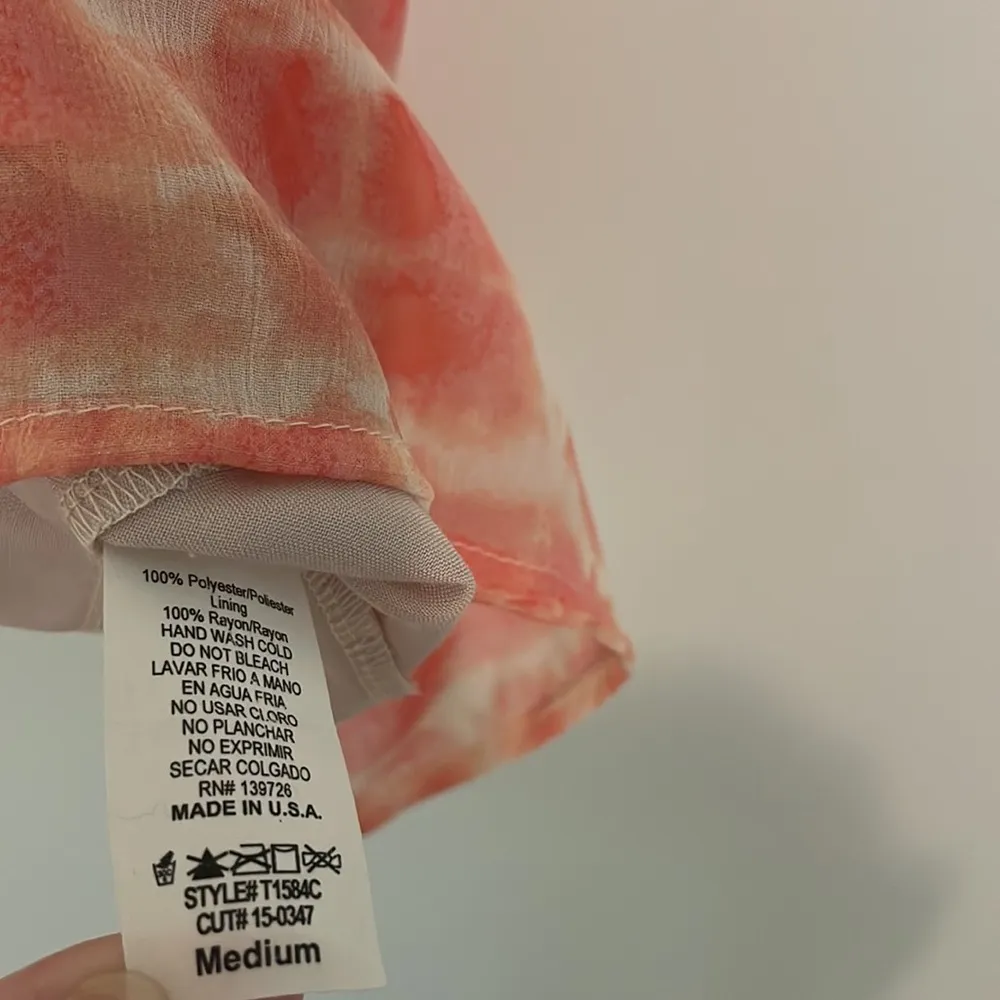 100% Polyester/Poliester
Lining
100% Rayon/Rayon
HAND WASH COLD
DO NOT BLEACH
LAVAR FRIO A MANO
EN AGUA FRIA
NO USAR CLORO
NO PLANCHAR
NO EXPRIMIR
SECAR COLGADO
RN# 139726
MADE IN U.S.A.
STYLE# T1584C
CUT# 15-0347
Medium